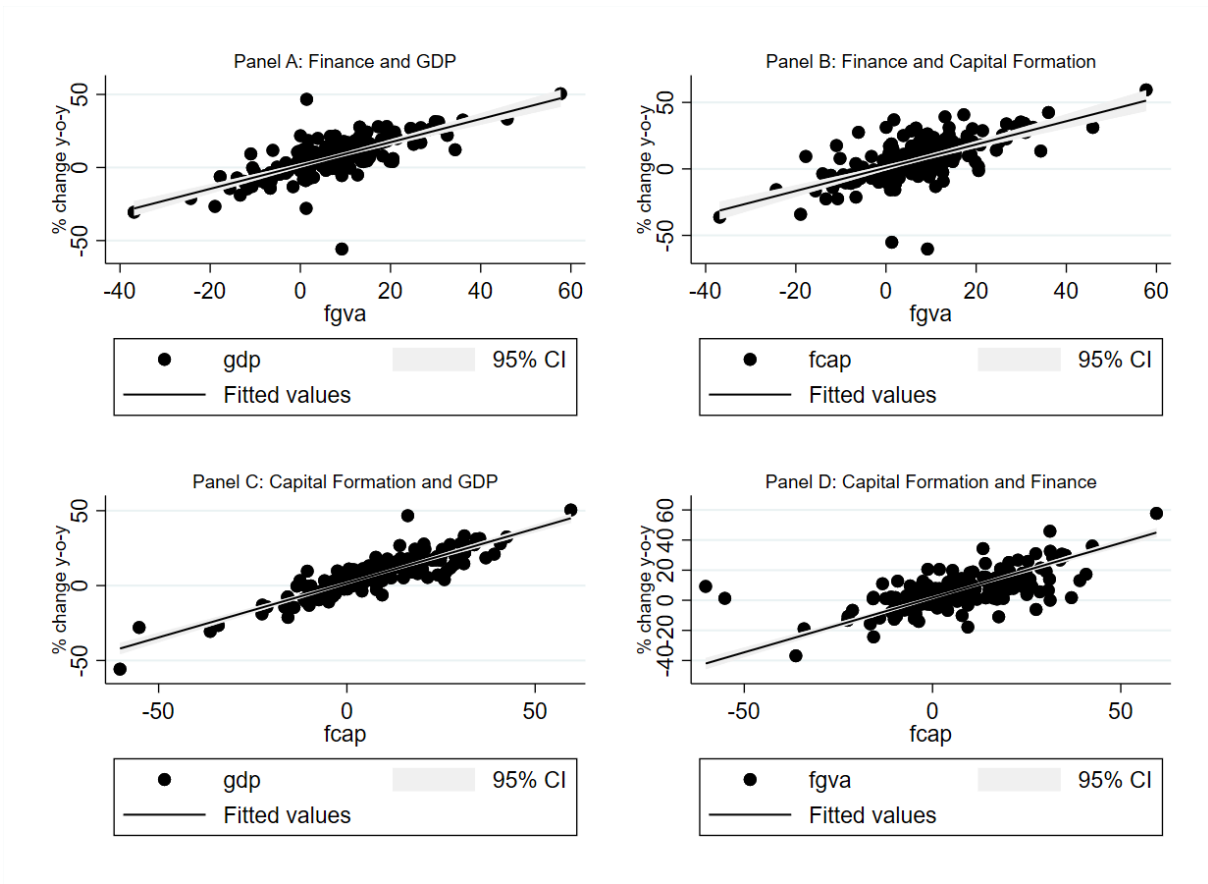 Panel A: Finance and GDP
% change y-o-y
50
0
-50
-40 -20 0 20 40 60
fgva
gdp 95% CI
Fitted values
Panel B: Finance and Capital Formation
% change y-o-y
50
0
-50
-40 -20 0 20 40 60
fgva
fcap 95% CI
Fitted values
Panel C: Capital Formation and GDP
% change y-o-y
50
0
-50
-50 0 50
fcap
gdp 95% CI
Fitted values
Panel D: Capital Formation and Finance
% change y-o-y
60
40
20
0
-20
-40
-50 0 50
fcap
fgva 95% CI
Fitted values